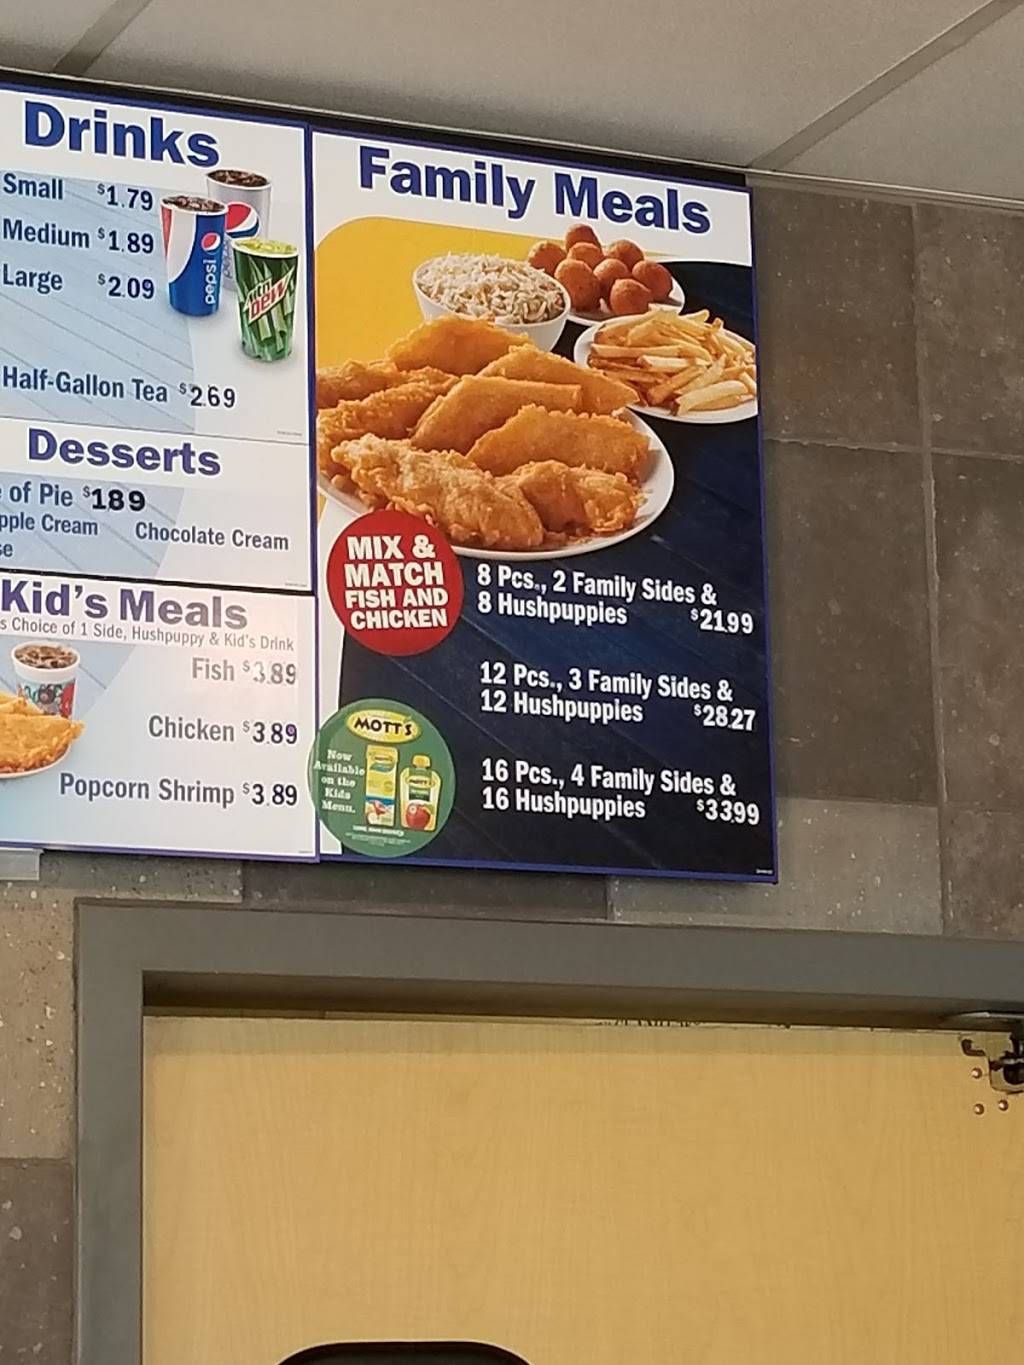 Drinks
Small $1.79
Medium $1.89
Large $2.09
pepsi
mtn
DEW
Half-Gallon Tea $2.69
Desserts
of Pie $1.89
pple Cream Chocolate Cream
se
Kid's Meals
s Choice of 1 Side, Hushpuppy & Kid's Drink
Fish $3.89
Chicken $3.89
Popcorn Shrimp $3.89
Family Meals
MIX &
MATCH
FISH AND
CHICKEN
8 Pcs., 2 Family Sides &
8 Hushpuppies $21.99
12 Pcs., 3 Family Sides &
12 Hushpuppies $28.27
16 Pcs., 4 Family Sides &
16 Hushpuppies $33.99
MOTT'S
Now
Available
on the
Kids
Menu.